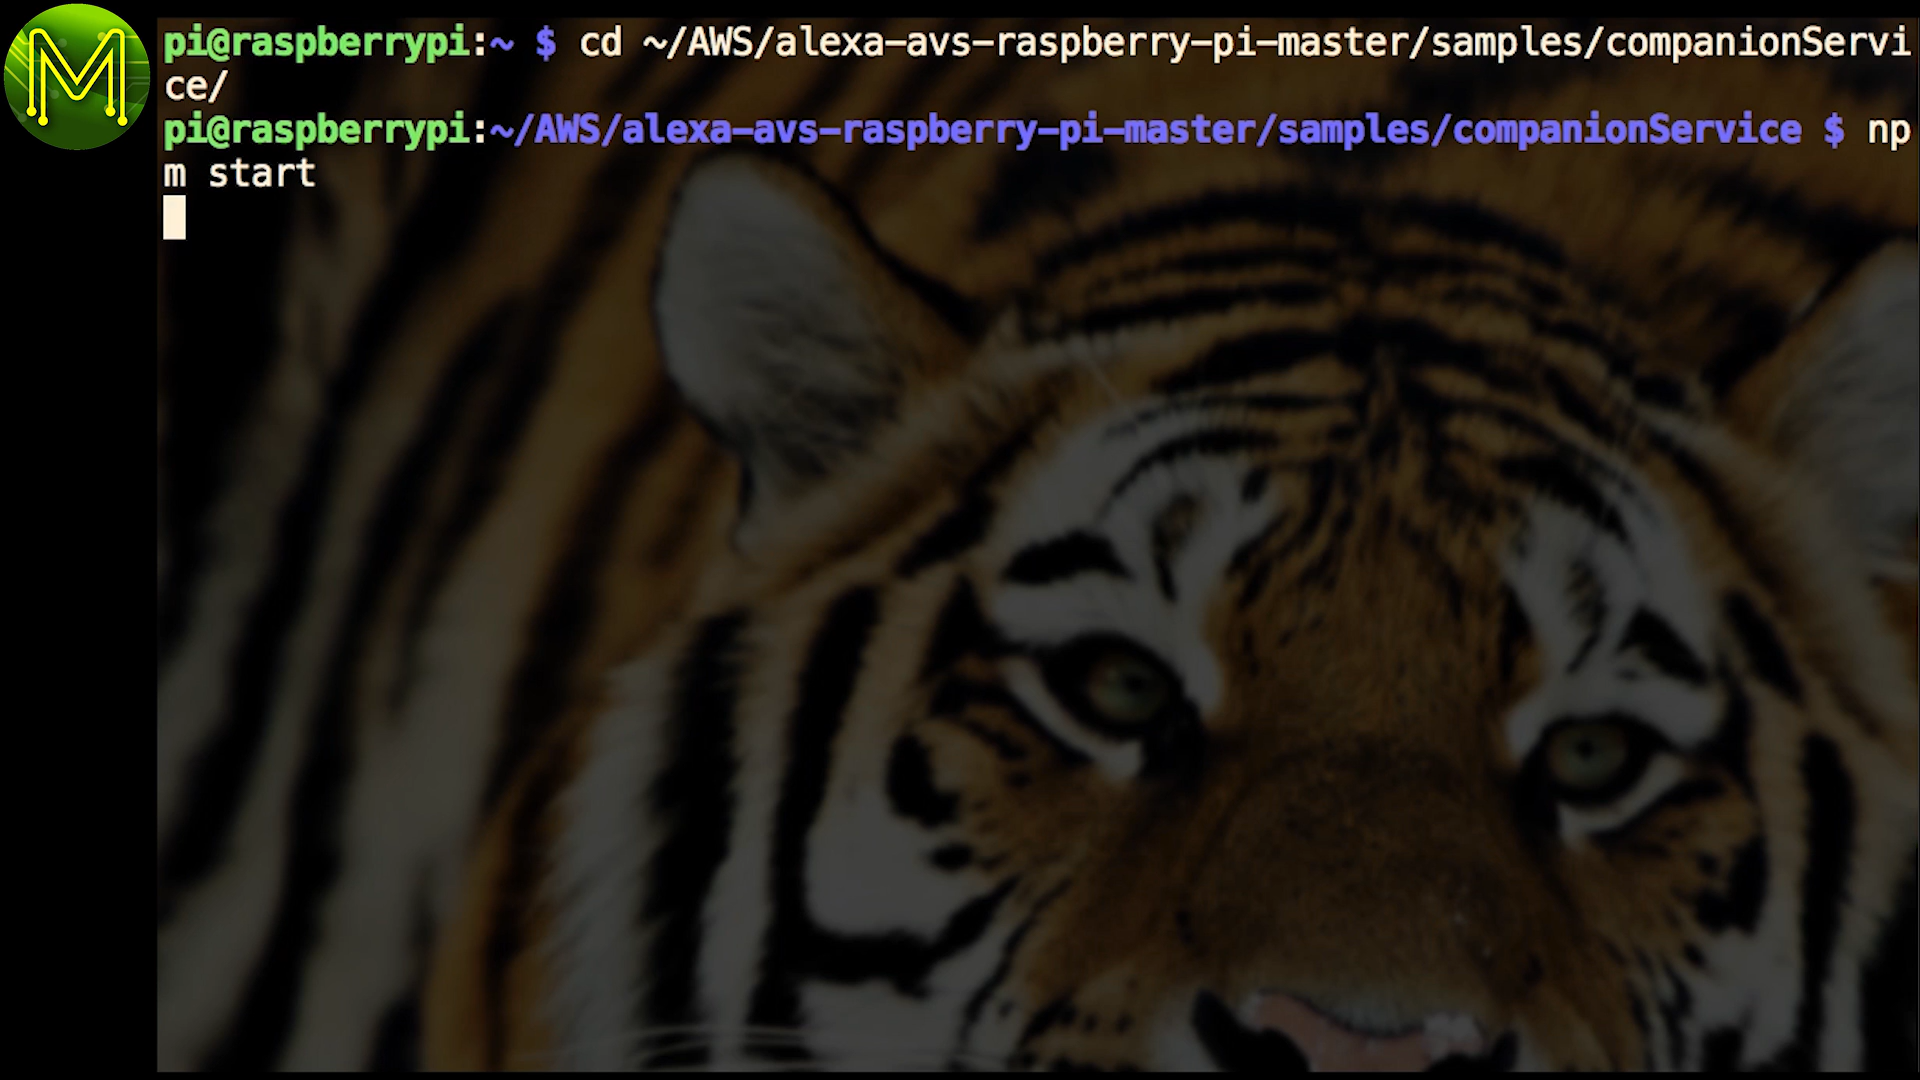 M
pi@raspberrypi:~ $ cd ~/AWS/alexa-avs-raspberry-pi-master/samples/companionServi
ce/
pi@raspberrypi:~/AWS/alexa-avs-raspberry-pi-master/samples/companionService $ np
m start